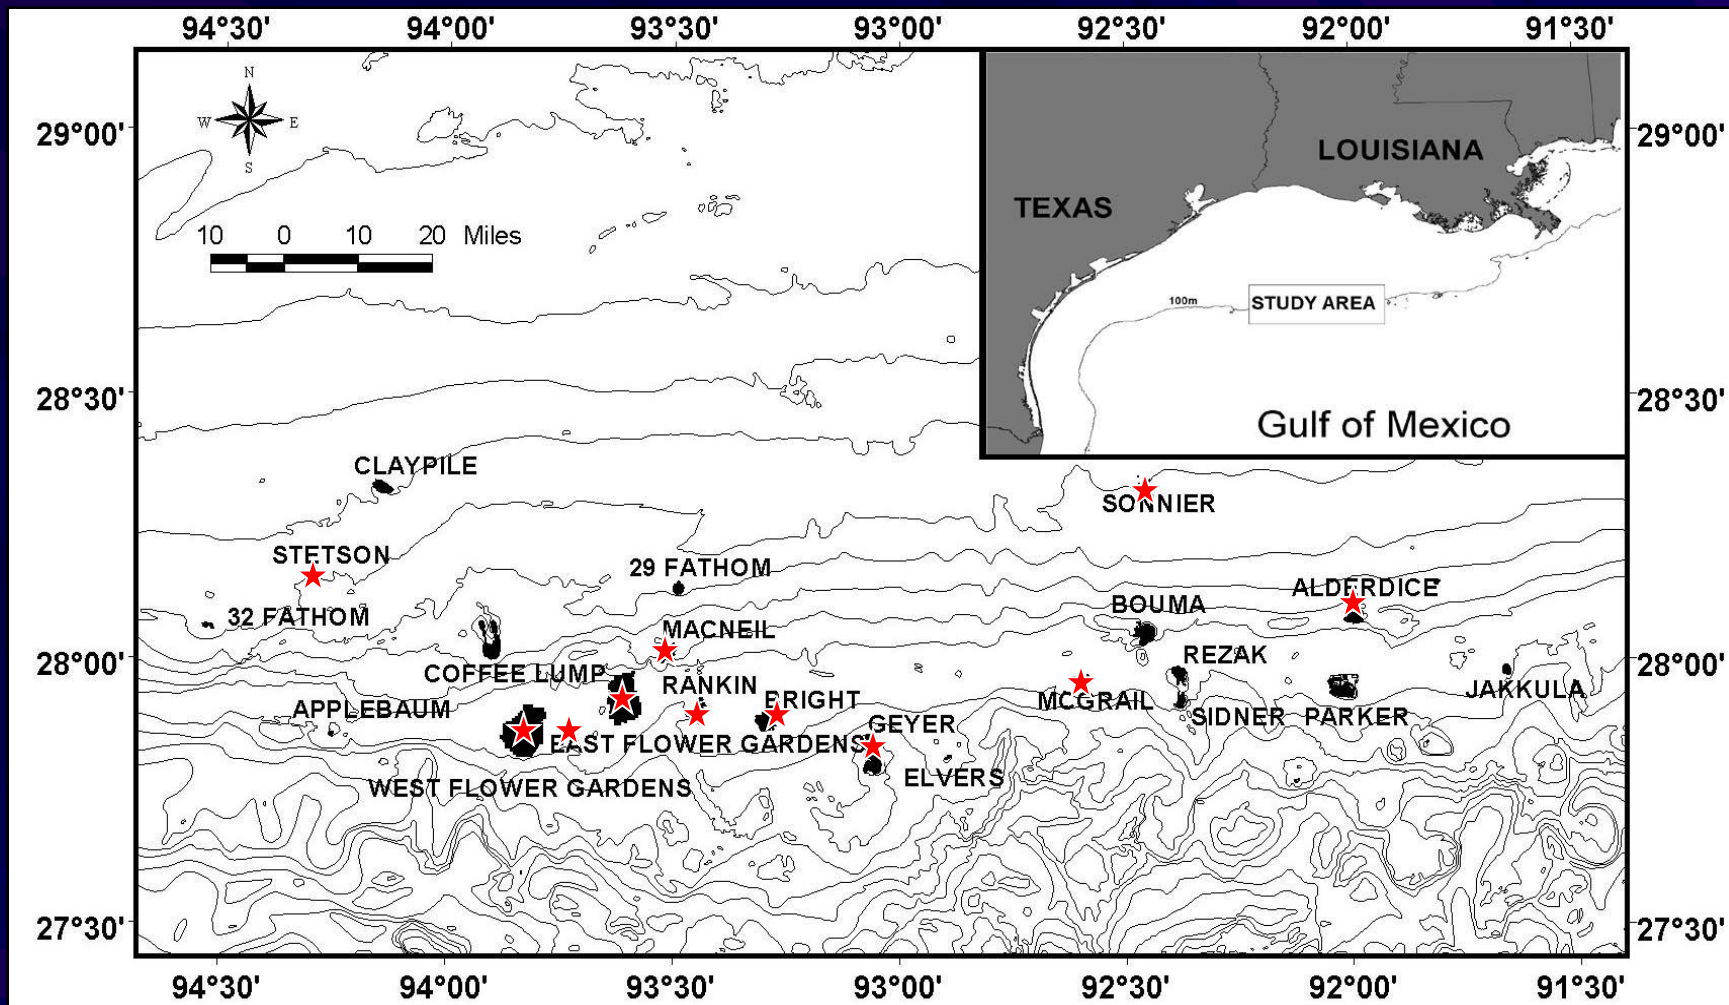 94°30' 94°00' 93°30' 93°00' 92°30' 92°00' 91°30'
N
W E
S
29°00' 29°00'
LOUISIANA
TEXAS
10 0 10 20 Miles
100m
STUDY AREA
28°30' 28°30'
Gulf of Mexico
CLAYPILE
SONNIER
STETSON
29 FATHOM
ALDERDICE
BOUMA
32 FATHOM
MACNEIL
28°00' 28°00'
REZAK
COFFEE LUMP
RANKIN
JAKKULA
BRIGHT
MCGRAIL
APPLEBAUM
SIDNER PARKER
GEYER
EAST FLOWER GARDENS
ELVERS
WEST FLOWER GARDENS
27°30' 27°30'
94°30' 94°00' 93°30' 93°00' 92°30' 92°00' 91°30'